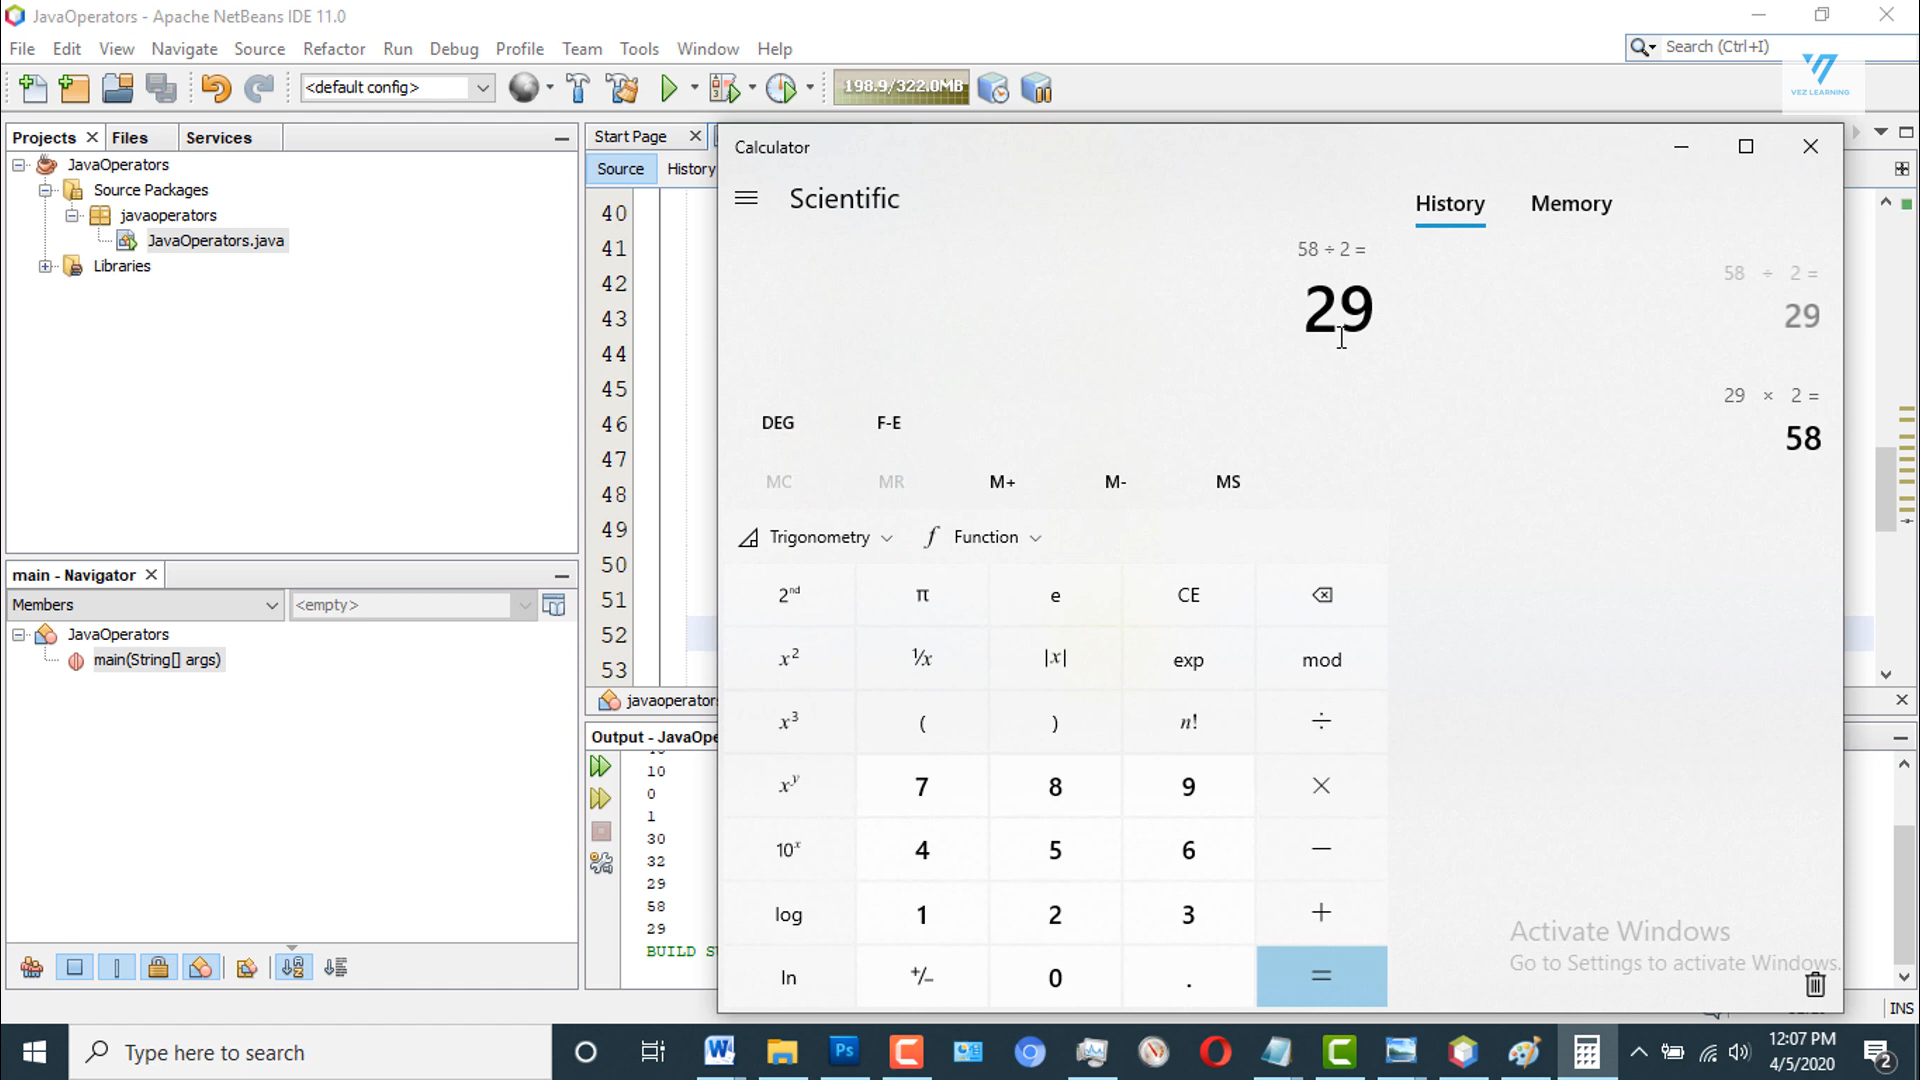 JavaOperators - Apache NetBeans IDE 11.0
File Edit View Navigate Source Refactor Run Debug Profile Team Tools Window Help
Search (Ctrl+I)
<default config>
198.9/322.0MB
VEZ LEARNING
Projects Files Services
Start Page
Source History
JavaOperators
Source Packages
javaoperators
JavaOperators.java
Libraries
40
41
42
43
44
45
46
47
48
49
50
51
52
53
Calculator
Scientific
History Memory
58 ÷ 2 =
29
58 ÷ 2 =
29
29 × 2 =
58
DEG F-E
MC MR M+ M- MS
Trigonometry Function
2nd π e CE
x² ¹/x |x| exp mod
x³ ( ) n! ÷
xʸ 7 8 9 ×
10ˣ 4 5 6 −
log 1 2 3 +
ln +/− 0 . =
main - Navigator
Members <empty>
JavaOperators
main(String[] args)
javaoperators
Output - JavaOpe
10
0
1
30
32
29
58
29
BUILD SU
Activate Windows
Go to Settings to activate Windows.
INS
Type here to search
12:07 PM
4/5/2020
2